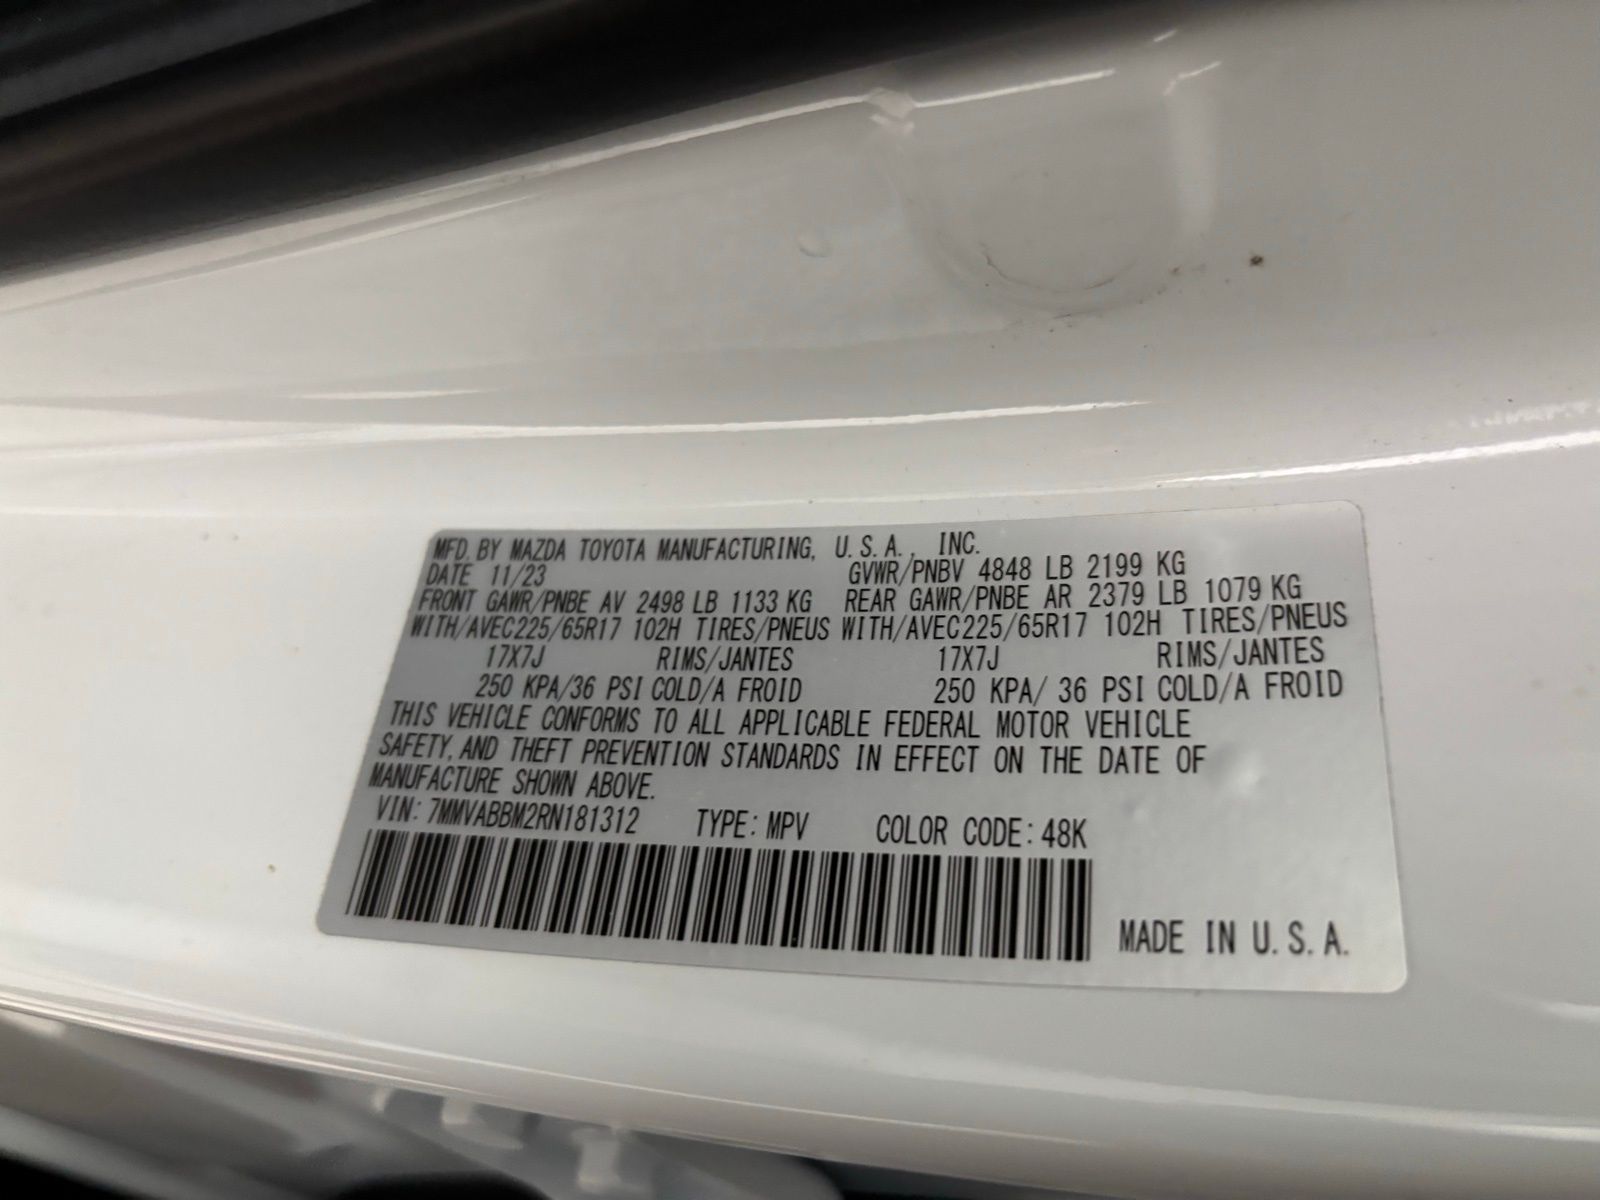 MFD. BY MAZDA TOYOTA MANUFACTURING, U.S.A., INC.
DATE 11/23 GVWR/PNBV 4848 LB 2199 KG
FRONT GAWR/PNBE AV 2498 LB 1133 KG REAR GAWR/PNBE AR 2379 LB 1079 KG
WITH/AVEC225/65R17 102H TIRES/PNEUS WITH/AVEC225/65R17 102H TIRES/PNEUS
17X7J RIMS/JANTES 17X7J RIMS/JANTES
250 KPA/36 PSI COLD/A FROID 250 KPA/ 36 PSI COLD/A FROID
THIS VEHICLE CONFORMS TO ALL APPLICABLE FEDERAL MOTOR VEHICLE
SAFETY, AND THEFT PREVENTION STANDARDS IN EFFECT ON THE DATE OF
MANUFACTURE SHOWN ABOVE.
VIN: 7MMVABBM2RN181312 TYPE: MPV COLOR CODE: 48K
MADE IN U.S.A.